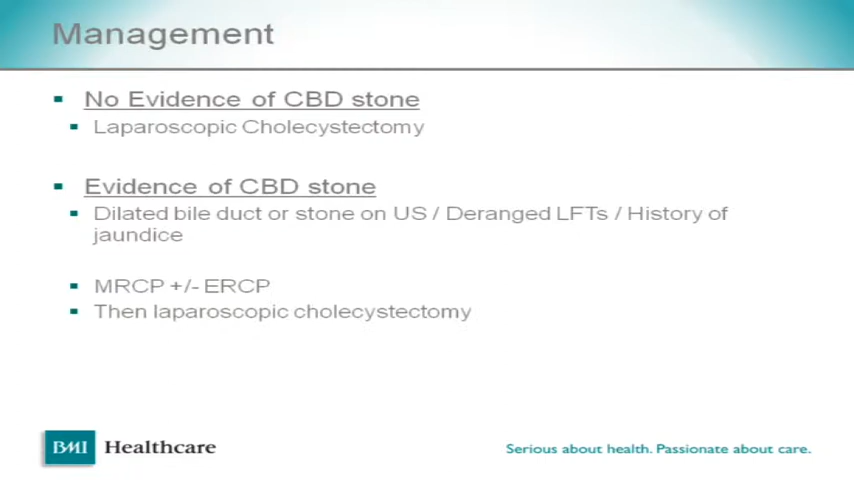 Management
No Evidence of CBD stone
Laparoscopic Cholecystectomy
Evidence of CBD stone
Dilated bile duct or stone on US / Deranged LFTs / History of
jaundice
MRCP +/- ERCP
Then laparoscopic cholecystectomy
BMI Healthcare
Serious about health. Passionate about care.